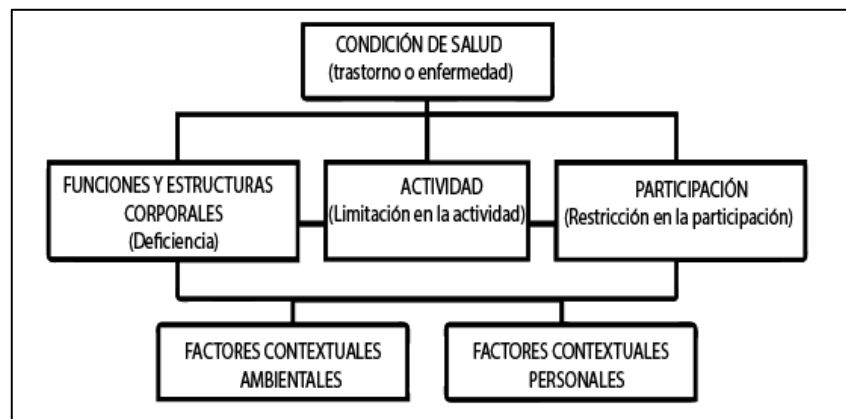 CONDICIÓN DE SALUD
(trastorno o enfermedad)
FUNCIONES Y ESTRUCTURAS
CORPORALES
(Deficiencia)
ACTIVIDAD
(Limitación en la actividad)
PARTICIPACIÓN
(Restricción en la participación)
FACTORES CONTEXTUALES
AMBIENTALES
FACTORES CONTEXTUALES
PERSONALES